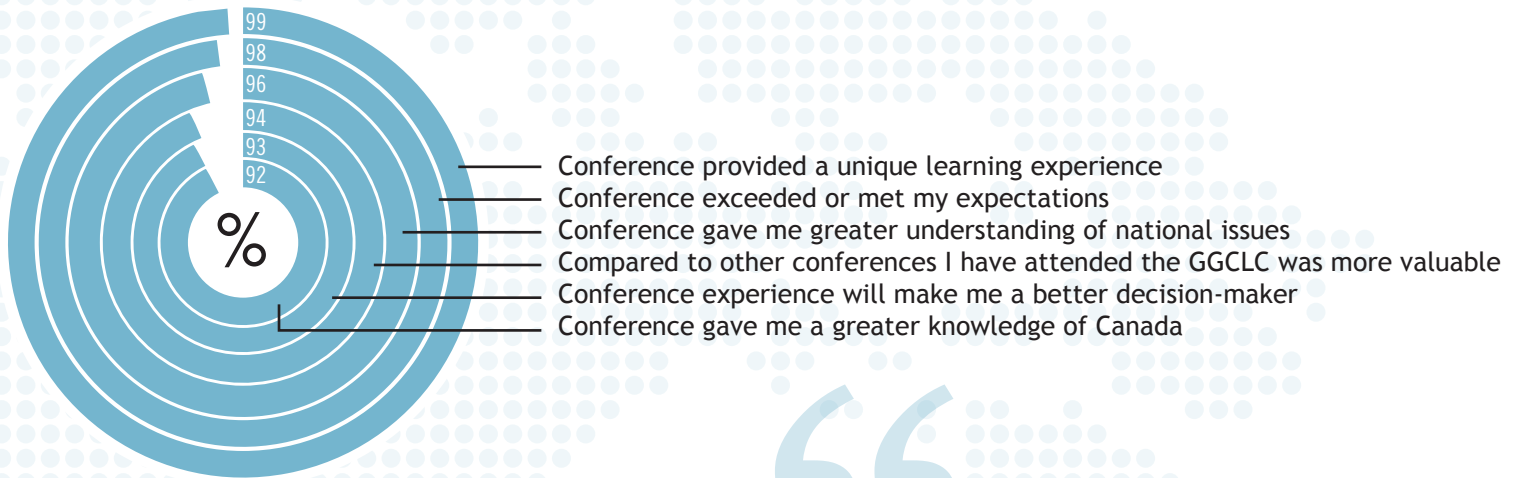 99
98
96
94
93
92
%
Conference provided a unique learning experience
Conference exceeded or met my expectations
Conference gave me greater understanding of national issues
Compared to other conferences I have attended the GGCLC was more valuable
Conference experience will make me a better decision-maker
Conference gave me a greater knowledge of Canada
“